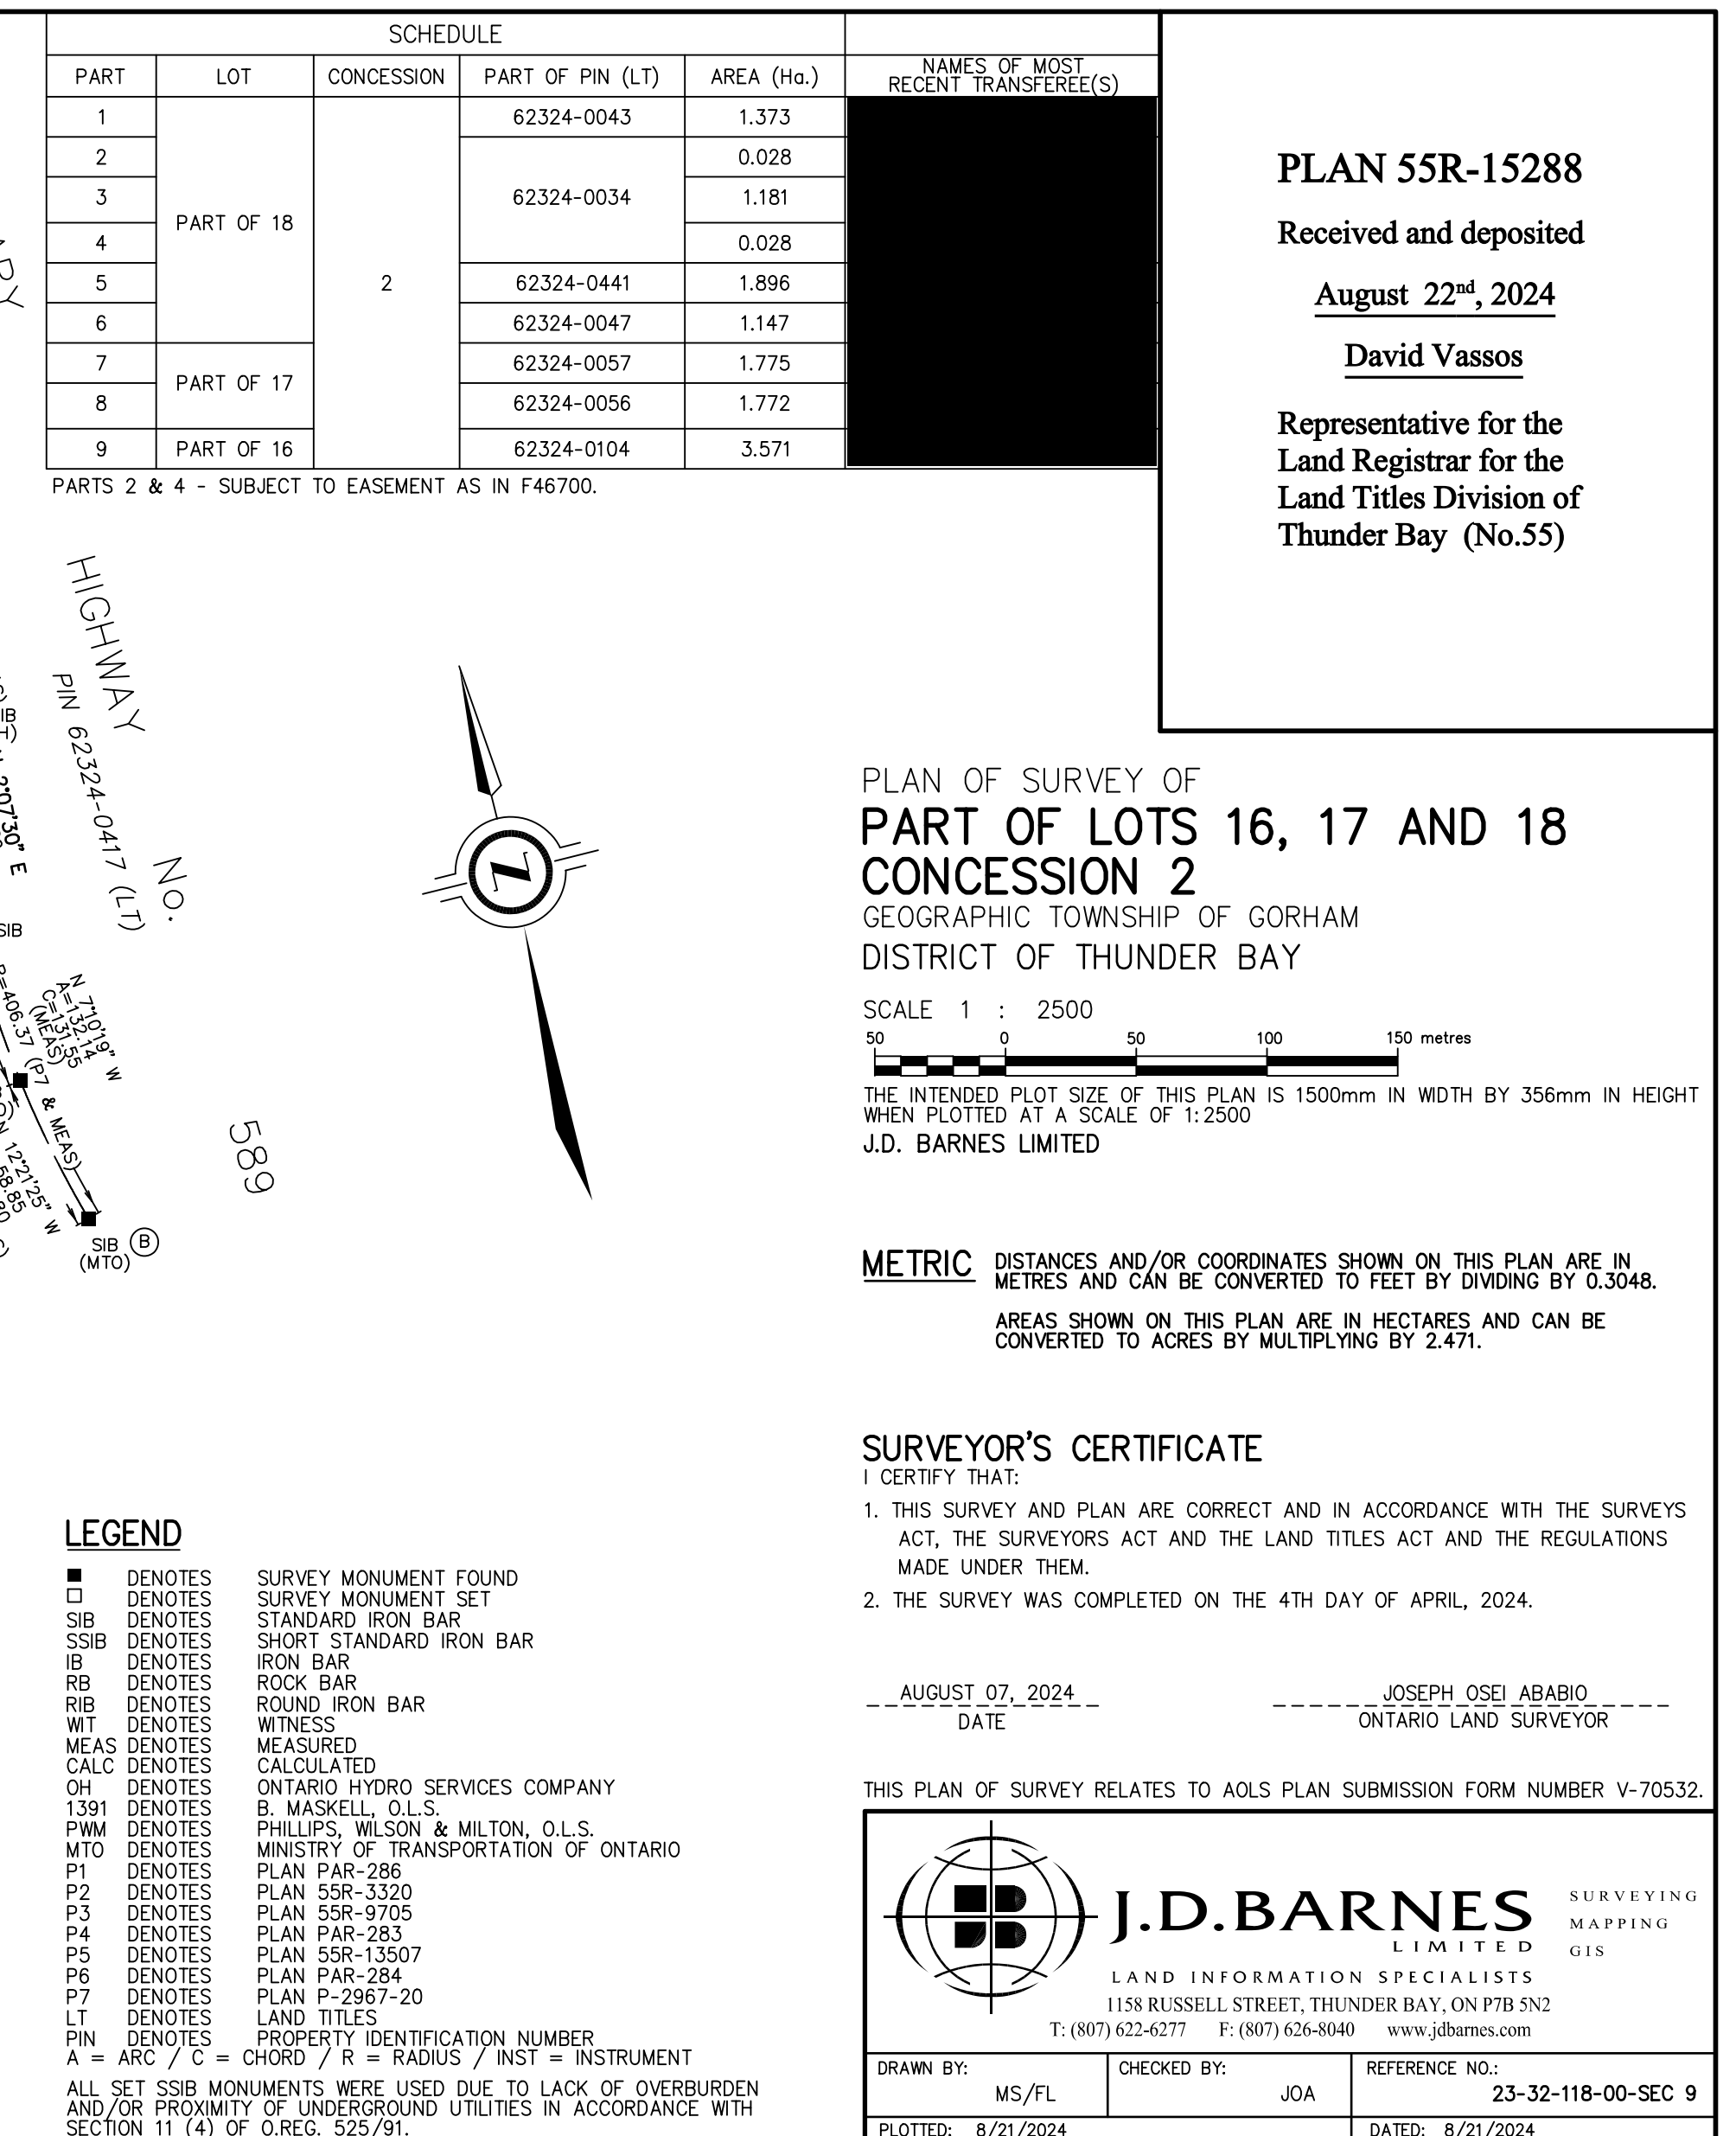 SCHEDULE
PART LOT CONCESSION PART OF PIN (LT) AREA (Ha.) NAMES OF MOST
RECENT TRANSFEREE(S)
1 62324-0043 1.373
2 0.028
3 62324-0034 1.181
PART OF 18
4 0.028
5 2 62324-0441 1.896
6 62324-0047 1.147
7 62324-0057 1.775
PART OF 17
8 62324-0056 1.772
9 PART OF 16 62324-0104 3.571
PARTS 2 & 4 - SUBJECT TO EASEMENT AS IN F46700.
PLAN 55R-15288
Received and deposited
August 22nd, 2024
David Vassos
Representative for the
Land Registrar for the
Land Titles Division of
Thunder Bay (No.55)
HIGHWAY
No.
589
PIN 62324-0417 (LT)
2°07'30" E
SIB
N 7°10'19" W
A=132.14
C=131.55
(MEAS)
R=406.37 (P7 & MEAS)
N 12°21'25" W
58.85
SIB B
(MTO)
N
PLAN OF SURVEY OF
PART OF LOTS 16, 17 AND 18
CONCESSION 2
GEOGRAPHIC TOWNSHIP OF GORHAM
DISTRICT OF THUNDER BAY
SCALE 1 : 2500
50 0 50 100 150 metres
THE INTENDED PLOT SIZE OF THIS PLAN IS 1500mm IN WIDTH BY 356mm IN HEIGHT
WHEN PLOTTED AT A SCALE OF 1:2500
J.D. BARNES LIMITED
METRIC DISTANCES AND/OR COORDINATES SHOWN ON THIS PLAN ARE IN
METRES AND CAN BE CONVERTED TO FEET BY DIVIDING BY 0.3048.
AREAS SHOWN ON THIS PLAN ARE IN HECTARES AND CAN BE
CONVERTED TO ACRES BY MULTIPLYING BY 2.471.
SURVEYOR'S CERTIFICATE
I CERTIFY THAT:
1. THIS SURVEY AND PLAN ARE CORRECT AND IN ACCORDANCE WITH THE SURVEYS
ACT, THE SURVEYORS ACT AND THE LAND TITLES ACT AND THE REGULATIONS
MADE UNDER THEM.
2. THE SURVEY WAS COMPLETED ON THE 4TH DAY OF APRIL, 2024.
AUGUST 07, 2024 JOSEPH OSEI ABABIO
DATE ONTARIO LAND SURVEYOR
THIS PLAN OF SURVEY RELATES TO AOLS PLAN SUBMISSION FORM NUMBER V-70532.
LEGEND
DENOTES SURVEY MONUMENT FOUND
DENOTES SURVEY MONUMENT SET
SIB DENOTES STANDARD IRON BAR
SSIB DENOTES SHORT STANDARD IRON BAR
IB DENOTES IRON BAR
RB DENOTES ROCK BAR
RIB DENOTES ROUND IRON BAR
WIT DENOTES WITNESS
MEAS DENOTES MEASURED
CALC DENOTES CALCULATED
OH DENOTES ONTARIO HYDRO SERVICES COMPANY
1391 DENOTES B. MASKELL, O.L.S.
PWM DENOTES PHILLIPS, WILSON & MILTON, O.L.S.
MTO DENOTES MINISTRY OF TRANSPORTATION OF ONTARIO
P1 DENOTES PLAN PAR-286
P2 DENOTES PLAN 55R-3320
P3 DENOTES PLAN 55R-9705
P4 DENOTES PLAN PAR-283
P5 DENOTES PLAN 55R-13507
P6 DENOTES PLAN PAR-284
P7 DENOTES PLAN P-2967-20
LT DENOTES LAND TITLES
PIN DENOTES PROPERTY IDENTIFICATION NUMBER
A = ARC / C = CHORD / R = RADIUS / INST = INSTRUMENT
ALL SET SSIB MONUMENTS WERE USED DUE TO LACK OF OVERBURDEN
AND/OR PROXIMITY OF UNDERGROUND UTILITIES IN ACCORDANCE WITH
SECTION 11 (4) OF O.REG. 525/91.
J.D.BARNES
LIMITED
SURVEYING
MAPPING
GIS
LAND INFORMATION SPECIALISTS
1158 RUSSELL STREET, THUNDER BAY, ON P7B 5N2
T: (807) 622-6277 F: (807) 626-8040 www.jdbarnes.com
DRAWN BY: CHECKED BY: REFERENCE NO.:
MS/FL JOA 23-32-118-00-SEC 9
PLOTTED: 8/21/2024 DATED: 8/21/2024